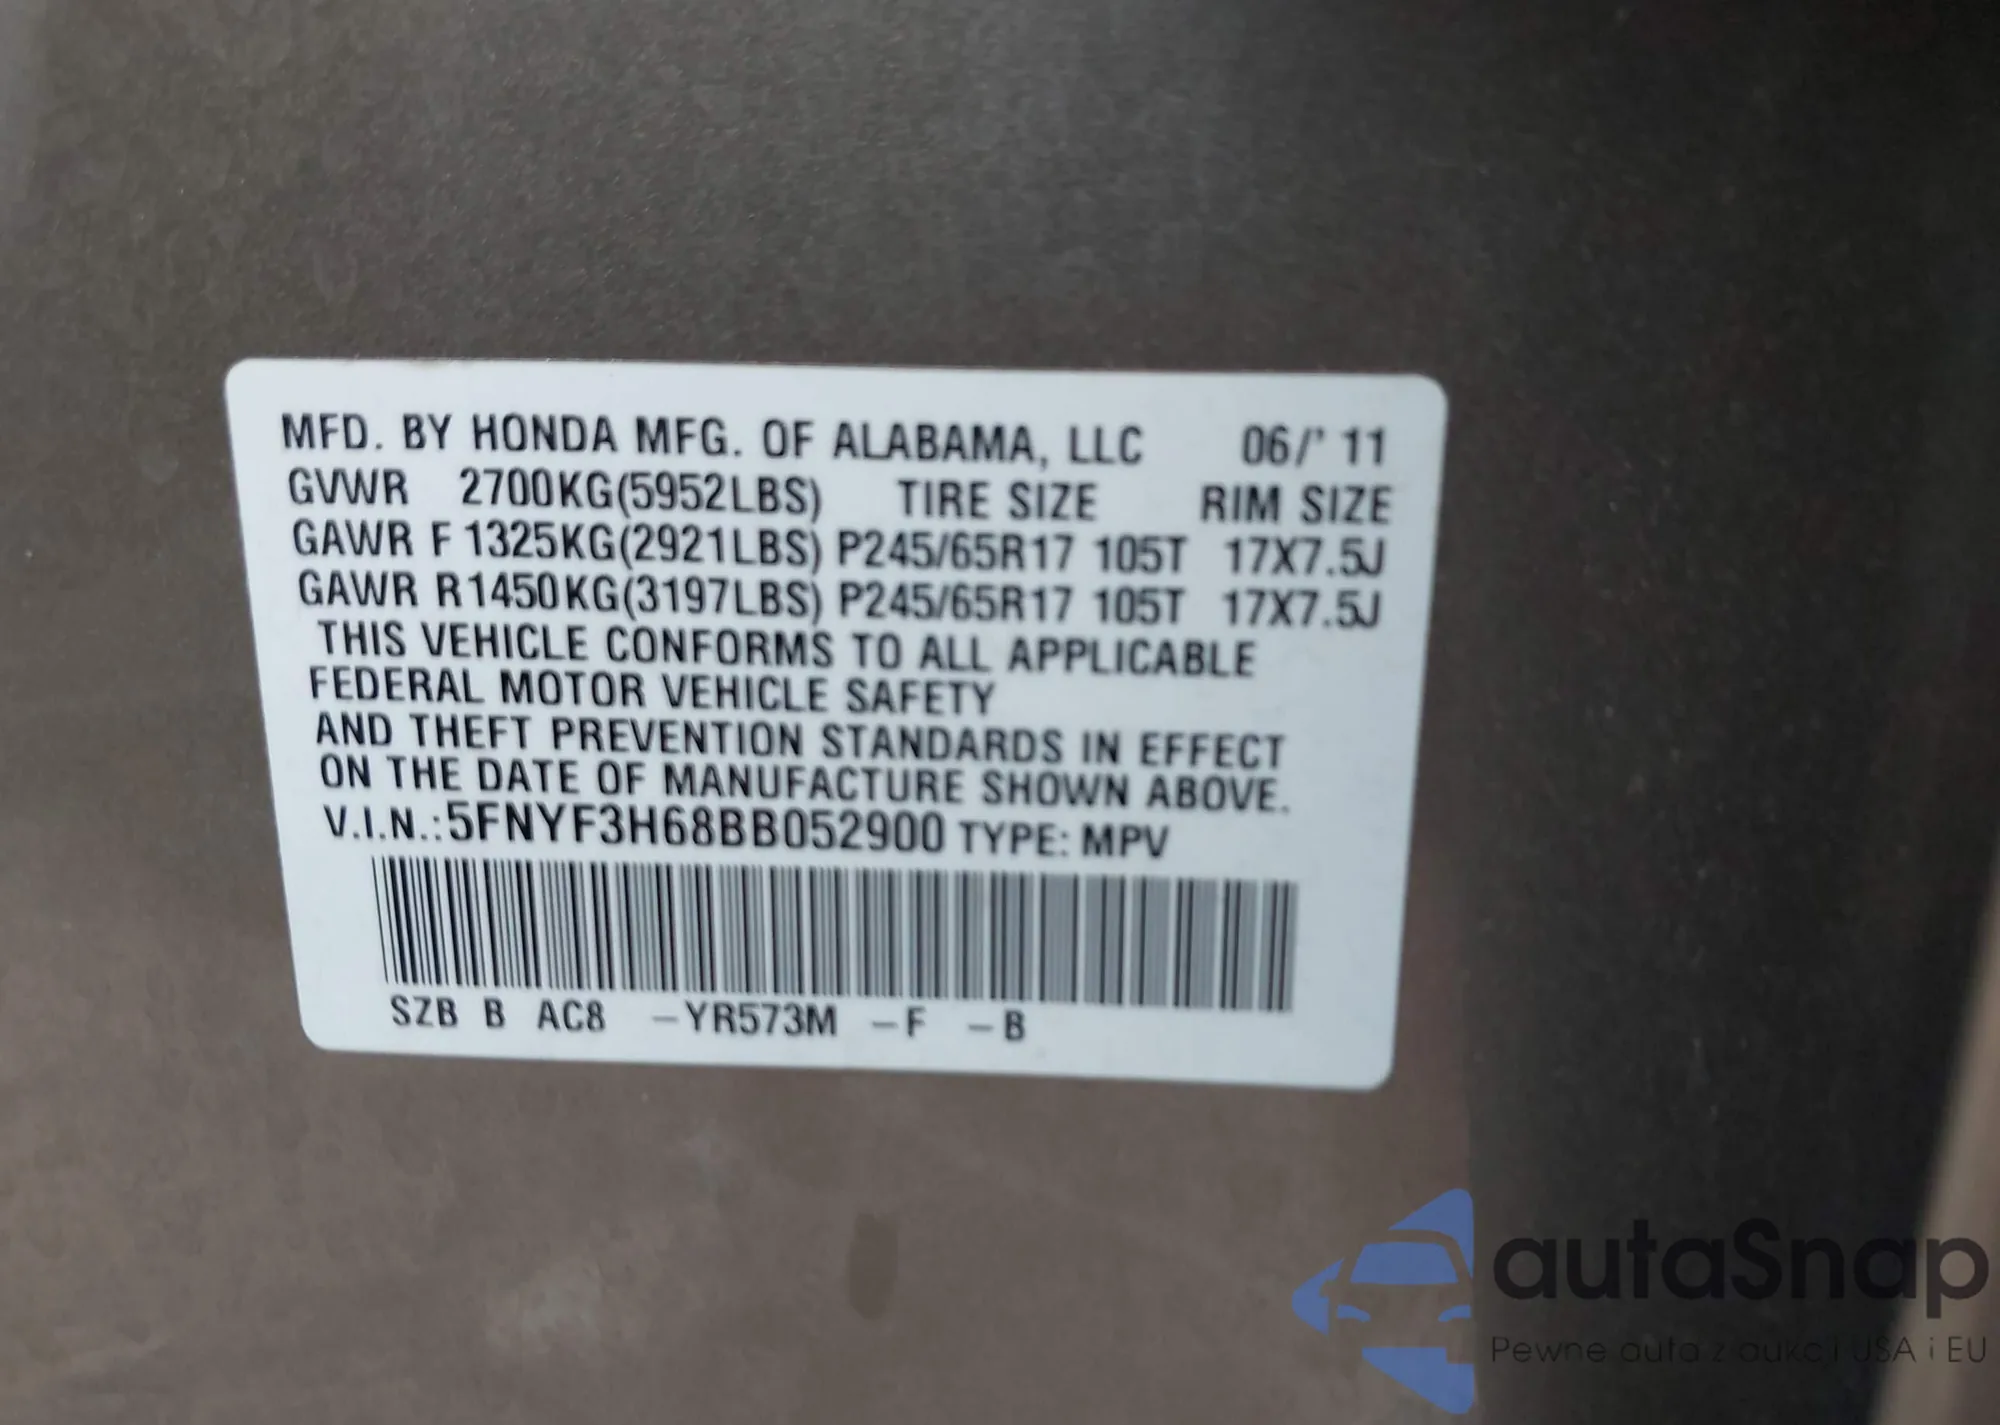 MFD. BY HONDA MFG. OF ALABAMA, LLC 06/' 11
GVWR 2700KG(5952LBS) TIRE SIZE RIM SIZE
GAWR F 1325KG(2921LBS) P245/65R17 105T 17X7.5J
GAWR R1450KG(3197LBS) P245/65R17 105T 17X7.5J
THIS VEHICLE CONFORMS TO ALL APPLICABLE
FEDERAL MOTOR VEHICLE SAFETY
AND THEFT PREVENTION STANDARDS IN EFFECT
ON THE DATE OF MANUFACTURE SHOWN ABOVE.
V.I.N.:5FNYF3H68BB052900 TYPE: MPV
SZB B AC8 –YR573M –F –B
autaSnap
Pewne auta z aukcji USA i EU